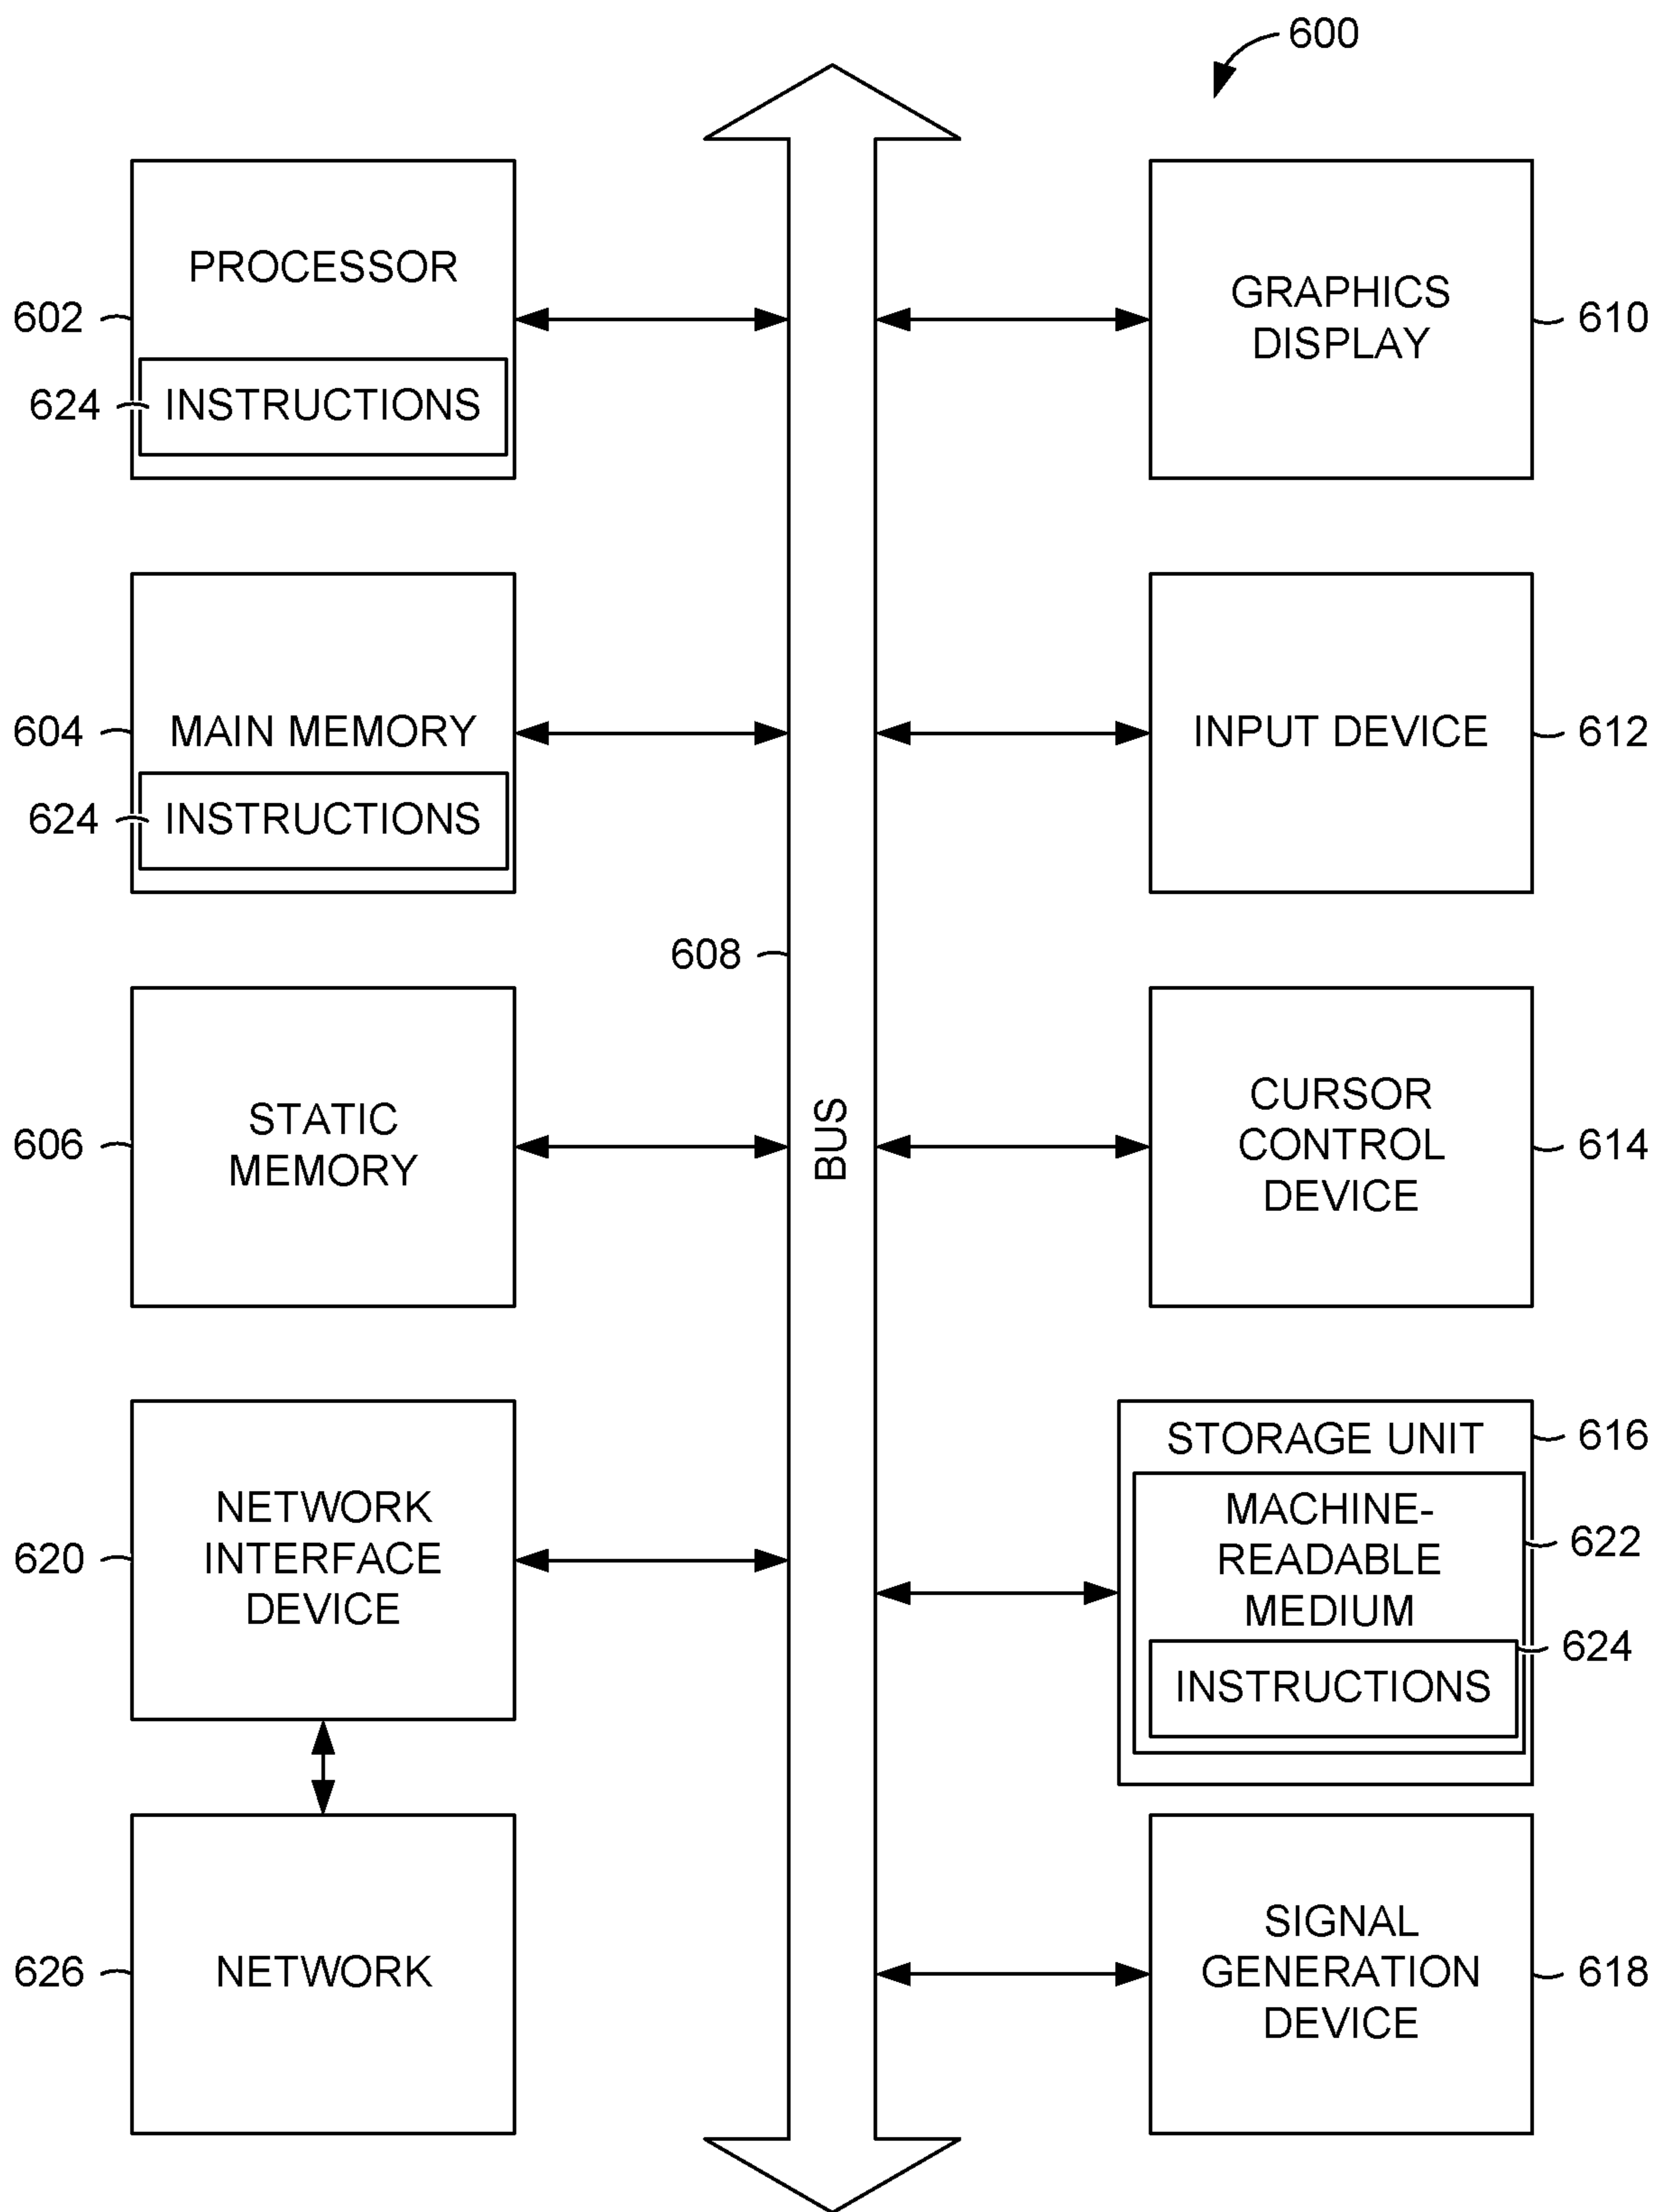 600
PROCESSOR
602
624
INSTRUCTIONS
GRAPHICS
DISPLAY
610
604
MAIN MEMORY
624
INSTRUCTIONS
INPUT DEVICE
612
608
BUS
606
STATIC
MEMORY
CURSOR
CONTROL
DEVICE
614
620
NETWORK
INTERFACE
DEVICE
STORAGE UNIT
616
MACHINE-
READABLE
MEDIUM
622
624
INSTRUCTIONS
626
NETWORK
SIGNAL
GENERATION
DEVICE
618